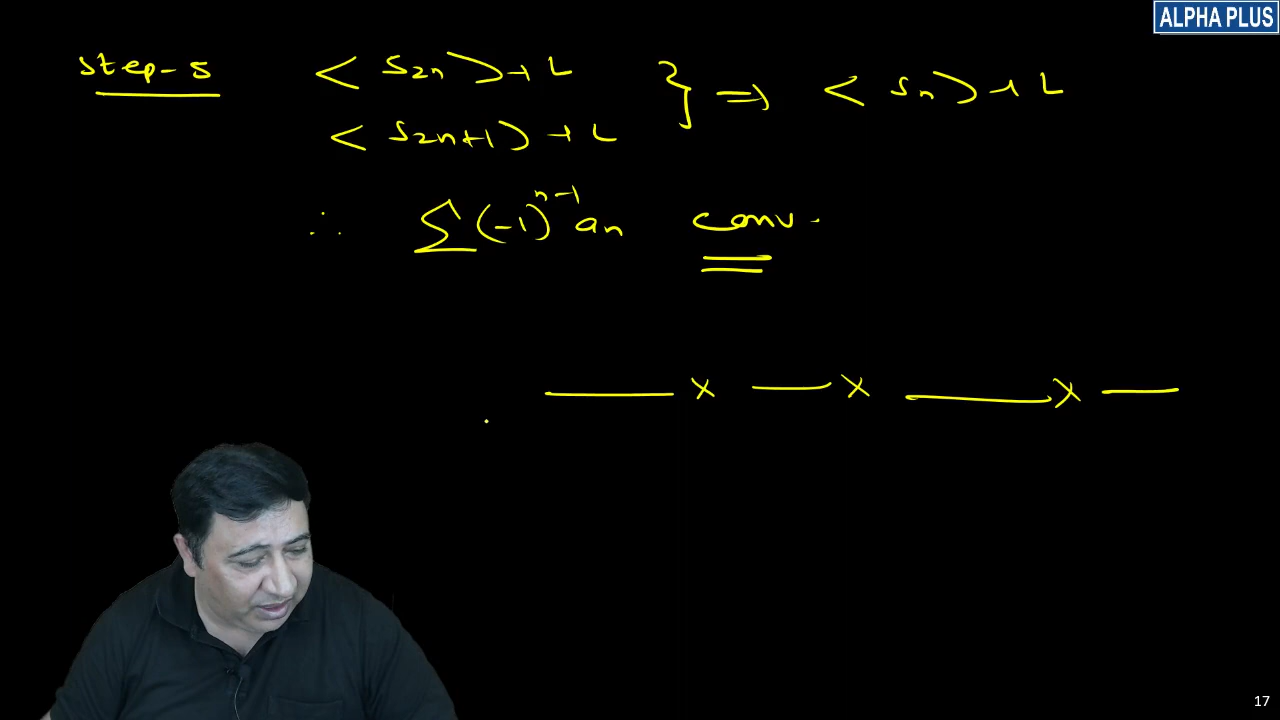 ALPHA PLUS
Step-5 < S2n > → L } ⇒ < Sn > → L
< S2n+1 > → L
∴ Σ (-1)^n-1 an conv.
x x x
17